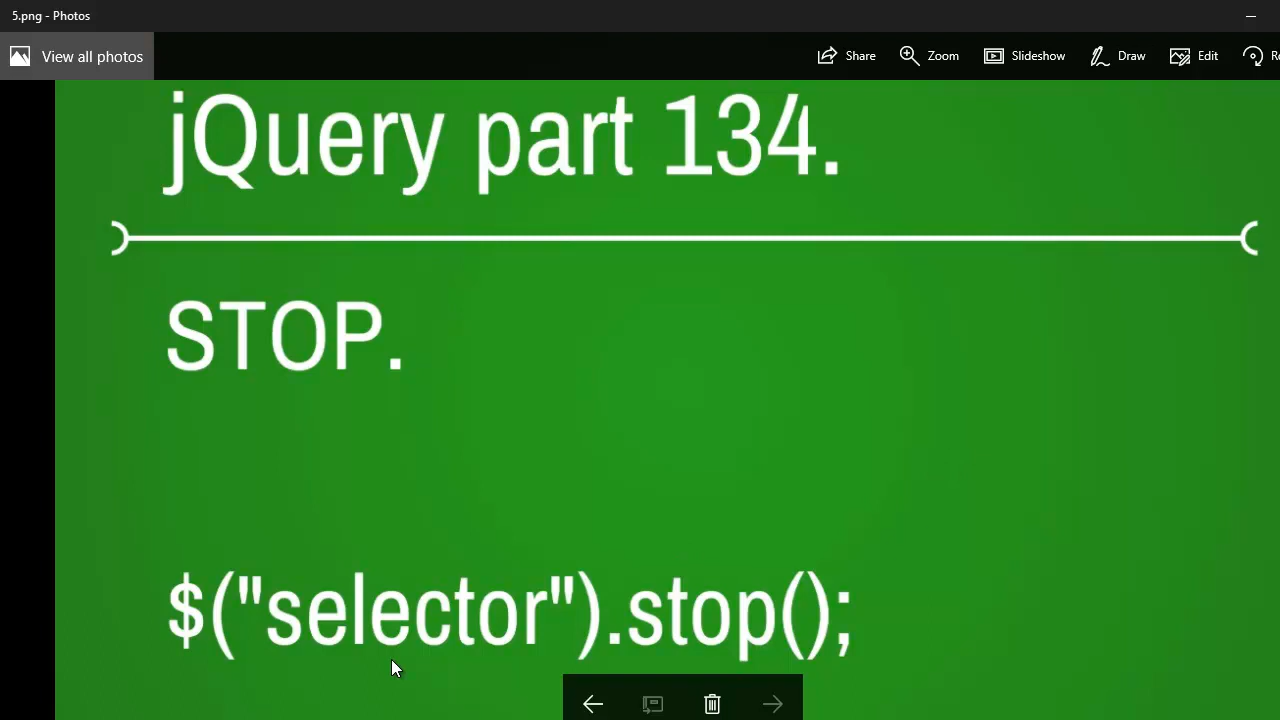 5.png - Photos
View all photos
Share
Zoom
Slideshow
Draw
Edit
jQuery part 134.
STOP.
$("selector").stop();